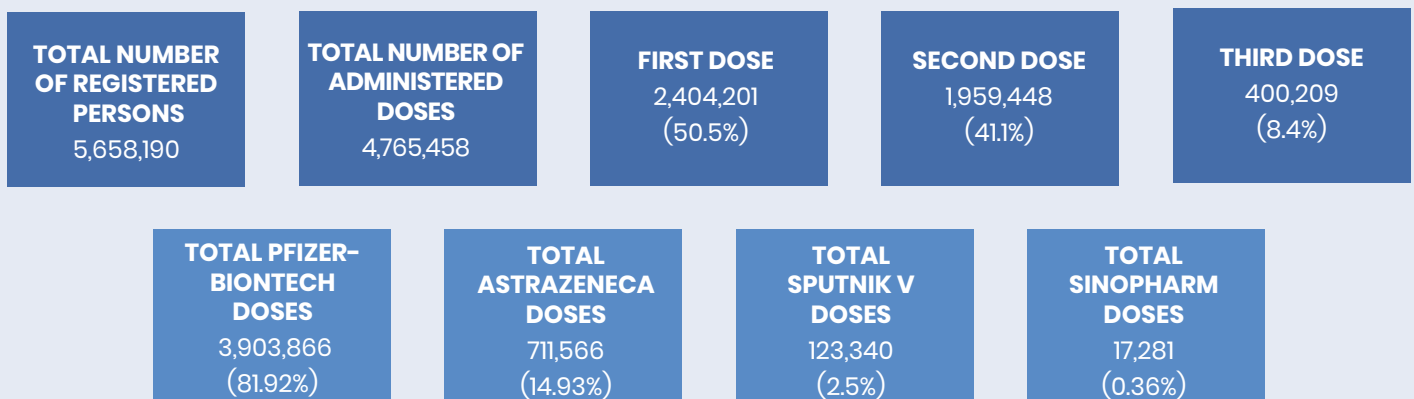 TOTAL NUMBER
OF REGISTERED
PERSONS
5,658,190
TOTAL NUMBER OF
ADMINISTERED
DOSES
4,765,458
FIRST DOSE
2,404,201
(50.5%)
SECOND DOSE
1,959,448
(41.1%)
THIRD DOSE
400,209
(8.4%)
TOTAL PFIZER-
BIONTECH
DOSES
3,903,866
(81.92%)
TOTAL
ASTRAZENECA
DOSES
711,566
(14.93%)
TOTAL
SPUTNIK V
DOSES
123,340
(2.5%)
TOTAL
SINOPHARM
DOSES
17,281
(0.36%)